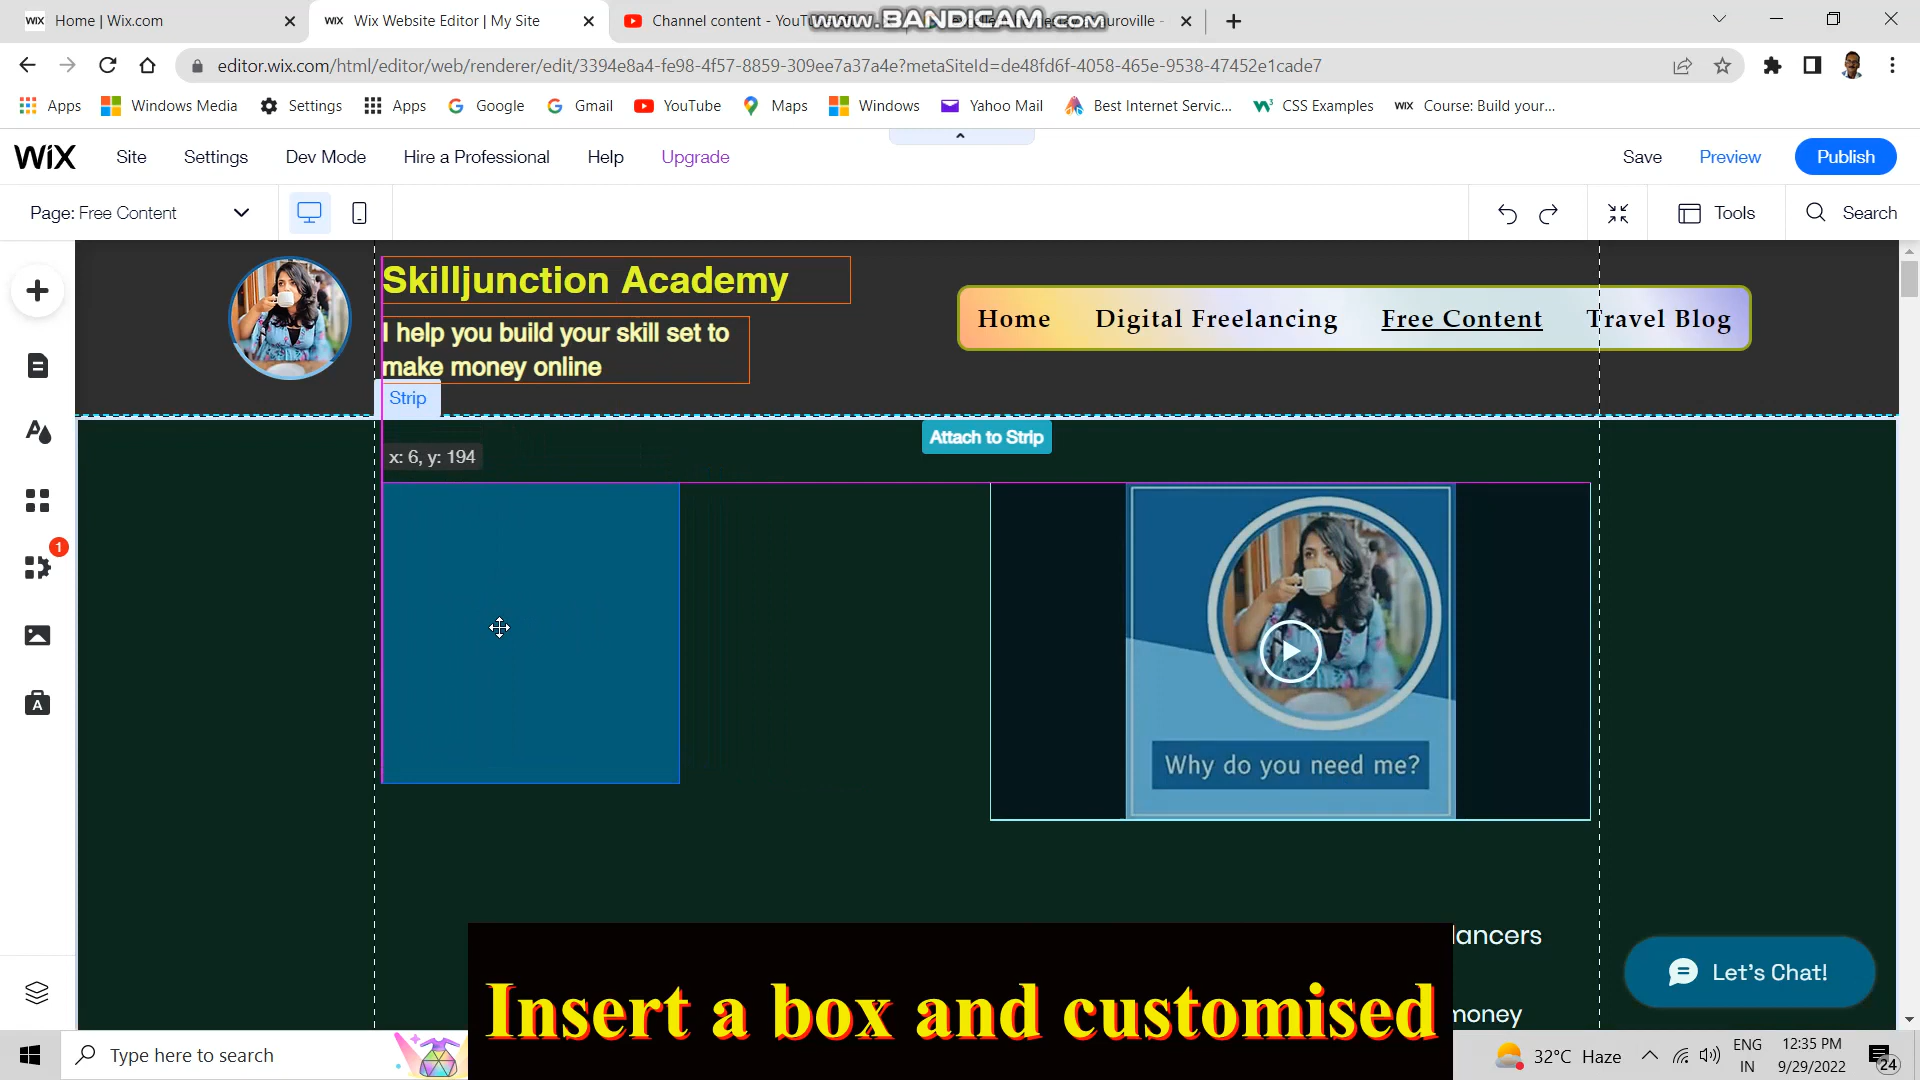 Home | Wix.com
Wix Website Editor | My Site
Channel content - YouTube
www.BANDICAM.com
editor.wix.com/html/editor/web/renderer/edit/3394e8a4-fe98-4f57-8859-309ee7a37a4e?metaSiteId=de48fd6f-4058-465e-9538-47452e1cade7
Apps Windows Media Settings Apps Google Gmail YouTube Maps Windows Yahoo Mail Best Internet Servic... CSS Examples WIX Course: Build your...
WIX Site Settings Dev Mode Hire a Professional Help Upgrade Save Preview Publish
Page: Free Content Tools Search
Skilljunction Academy
I help you build your skill set to
make money online
Home Digital Freelancing Free Content Travel Blog
Strip
Attach to Strip
x: 6, y: 194
1
Why do you need me?
lancers
Let's Chat!
money
Insert a box and customised
Type here to search
32°C Haze
ENG
IN
12:35 PM
9/29/2022
24